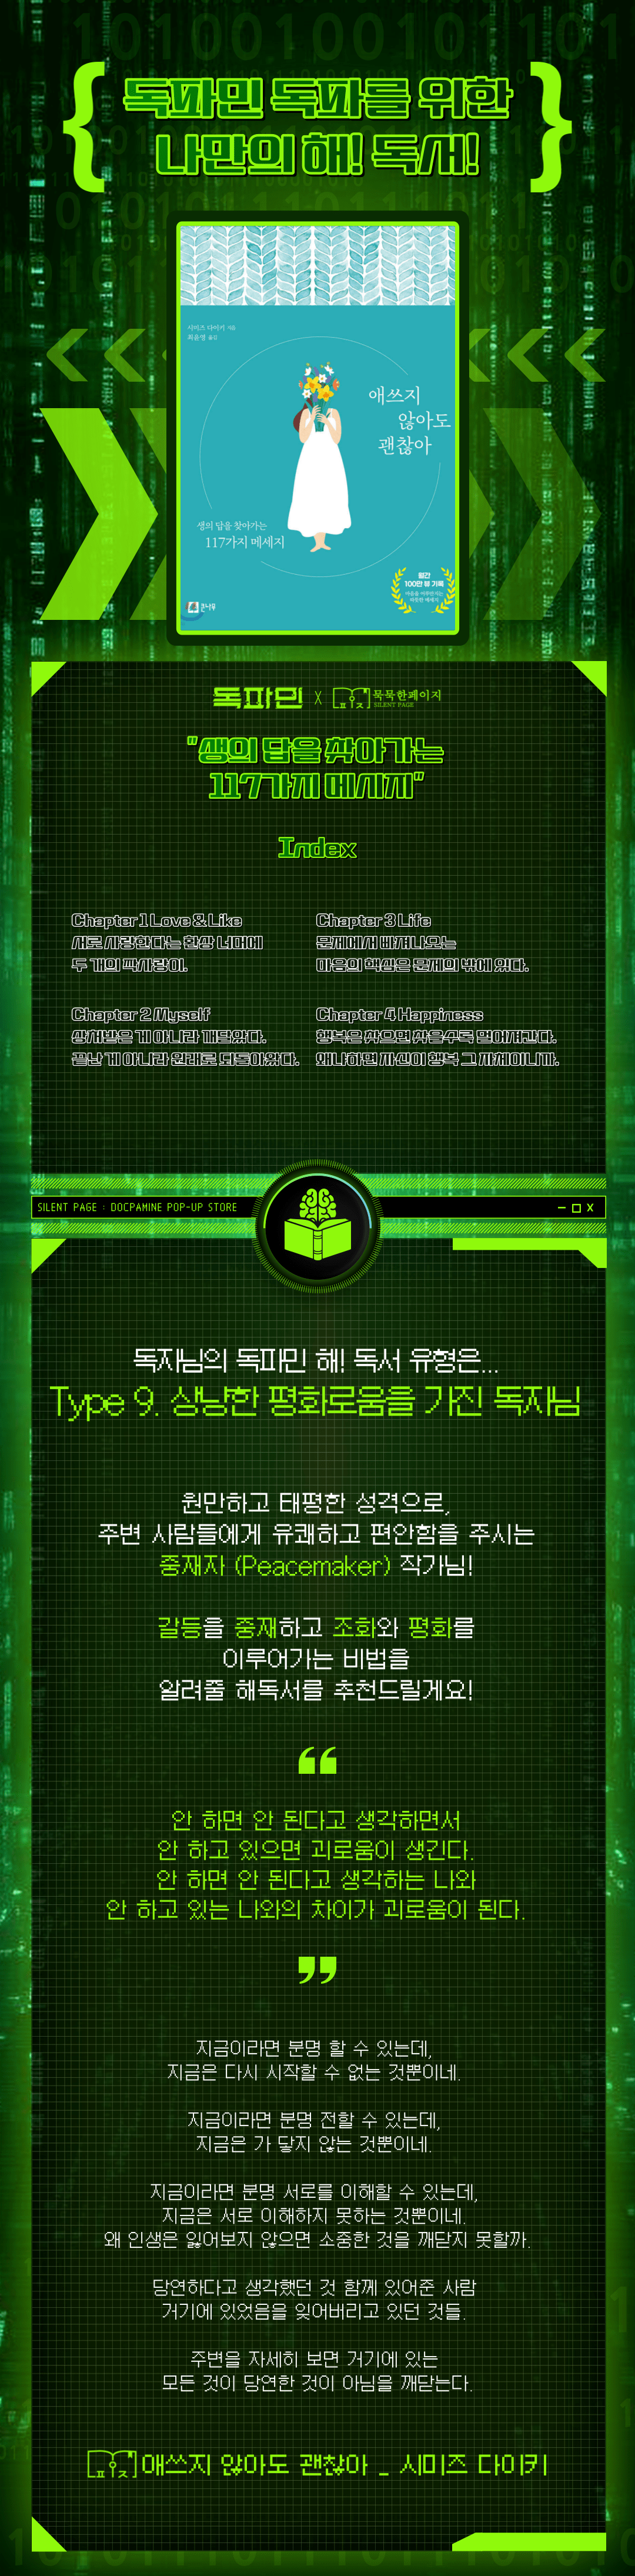 독파민 독파를 위한
나만의 해! 독서!
시미즈 다이키 지음
최윤영 옮김
애쓰지
않아도
괜찮아
생의 답을 찾아가는
117가지 메세지
월간
100만 뷰 기록
마음을 어루만지는
따뜻한 메세지
큰나무
독파민 X 묵묵한페이지
SILENT PAGE
"생의 답을 찾아가는
117가지 메세지"
Index
Chapter 1 Love & Like
서로 사랑한다는 환상 너머에
두 개의 짝사랑이.
Chapter 2 Myself
상처받은 게 아니라 깨달았다.
끝난 게 아니라 원래로 되돌아왔다.
Chapter 3 Life
문제에서 빠져나오는
마음의 핵심은 문제의 밖에 있다.
Chapter 4 Happiness
행복은 찾으면 찾을수록 멀어져간다.
왜냐하면 자신이 행복 그 자체이니까.
SILENT PAGE : DOCPAMINE POP-UP STORE
독자님의 독파민 해! 독서 유형은...
Type 9. 상냥한 평화로움을 가진 독자님
원만하고 태평한 성격으로,
주변 사람들에게 유쾌하고 편안함을 주시는
중재자 (Peacemaker) 작가님!
갈등을 중재하고 조화와 평화를
이루어가는 비법을
알려줄 해독서를 추천드릴게요!
“
안 하면 안 된다고 생각하면서
안 하고 있으면 괴로움이 생긴다.
안 하면 안 된다고 생각하는 나와
안 하고 있는 나와의 차이가 괴로움이 된다.
”
지금이라면 분명 할 수 있는데,
지금은 다시 시작할 수 없는 것뿐이네.
지금이라면 분명 전할 수 있는데,
지금은 가 닿지 않는 것뿐이네.
지금이라면 분명 서로를 이해할 수 있는데,
지금은 서로 이해하지 못하는 것뿐이네.
왜 인생은 잃어보지 않으면 소중한 것을 깨닫지 못할까.
당연하다고 생각했던 것 함께 있어준 사람
거기에 있었음을 잊어버리고 있던 것들.
주변을 자세히 보면 거기에 있는
모든 것이 당연한 것이 아님을 깨닫는다.
애쓰지 않아도 괜찮아 - 시미즈 다이키